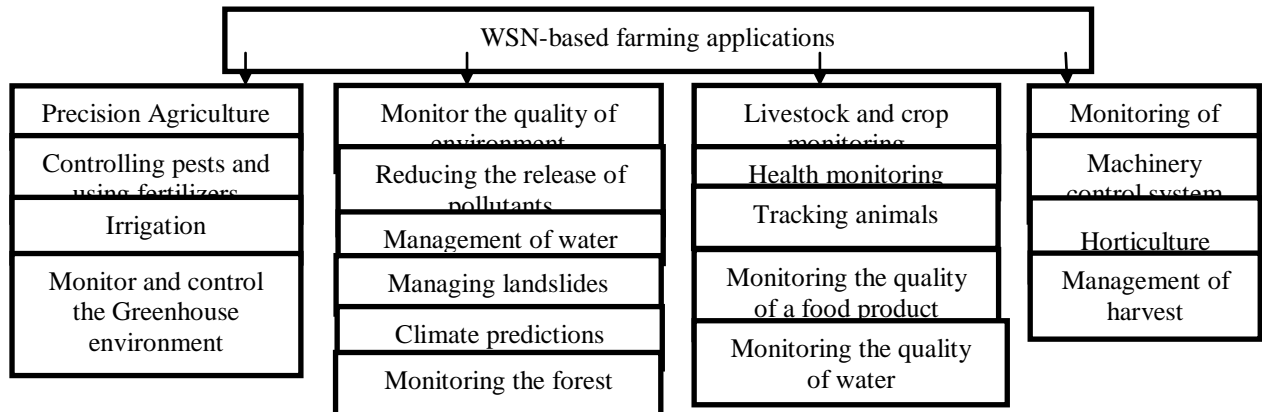 WSN-based farming applications
Precision Agriculture
Controlling pests and
using fertilizers
Irrigation
Monitor and control
the Greenhouse
environment
Monitor the quality of
environment
Reducing the release of
pollutants
Management of water
Managing landslides
Climate predictions
Monitoring the forest
Livestock and crop
monitoring
Health monitoring
Tracking animals
Monitoring the quality
of a food product
Monitoring the quality
of water
Monitoring of
Machinery
control system
Horticulture
Management of
harvest